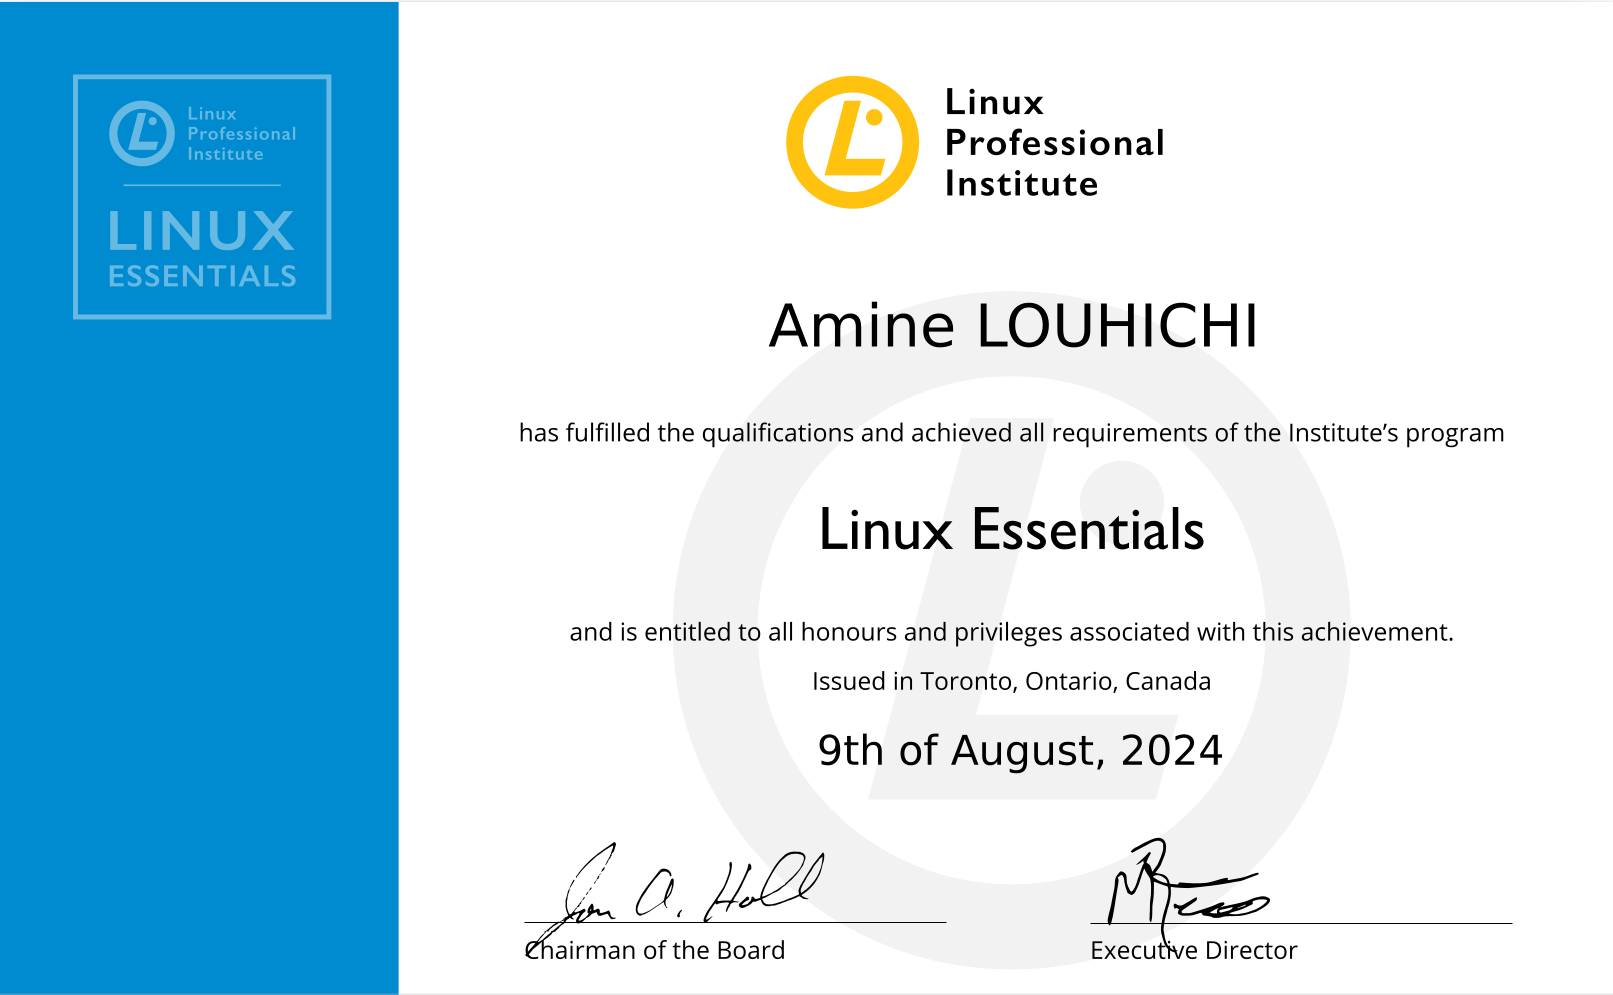 Linux
Professional
Institute
LINUX
ESSENTIALS
Linux
Professional
Institute
Amine LOUHICHI
has fulfilled the qualifications and achieved all requirements of the Institute’s program
Linux Essentials
and is entitled to all honours and privileges associated with this achievement.
Issued in Toronto, Ontario, Canada
9th of August, 2024
Jon A. Hall
Chairman of the Board
Executive Director